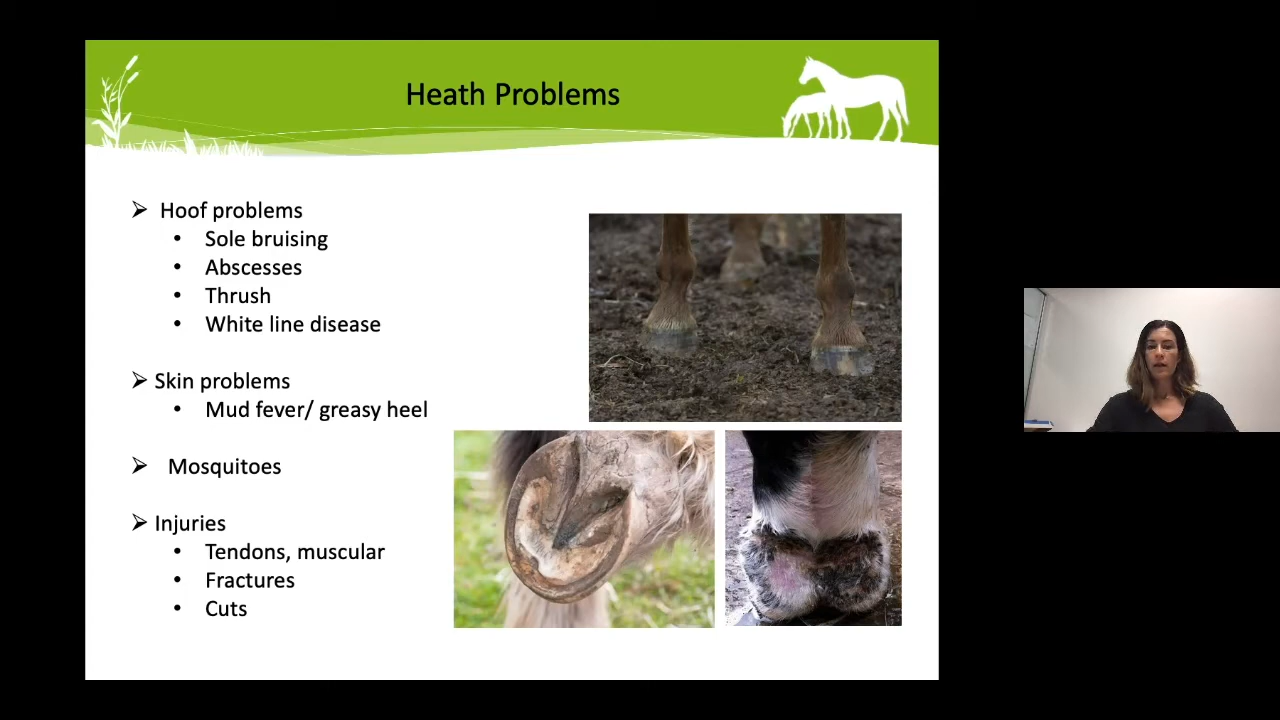 Heath Problems
➢ Hoof problems
• Sole bruising
• Abscesses
• Thrush
• White line disease
➢ Skin problems
• Mud fever/ greasy heel
➢ Mosquitoes
➢ Injuries
• Tendons, muscular
• Fractures
• Cuts